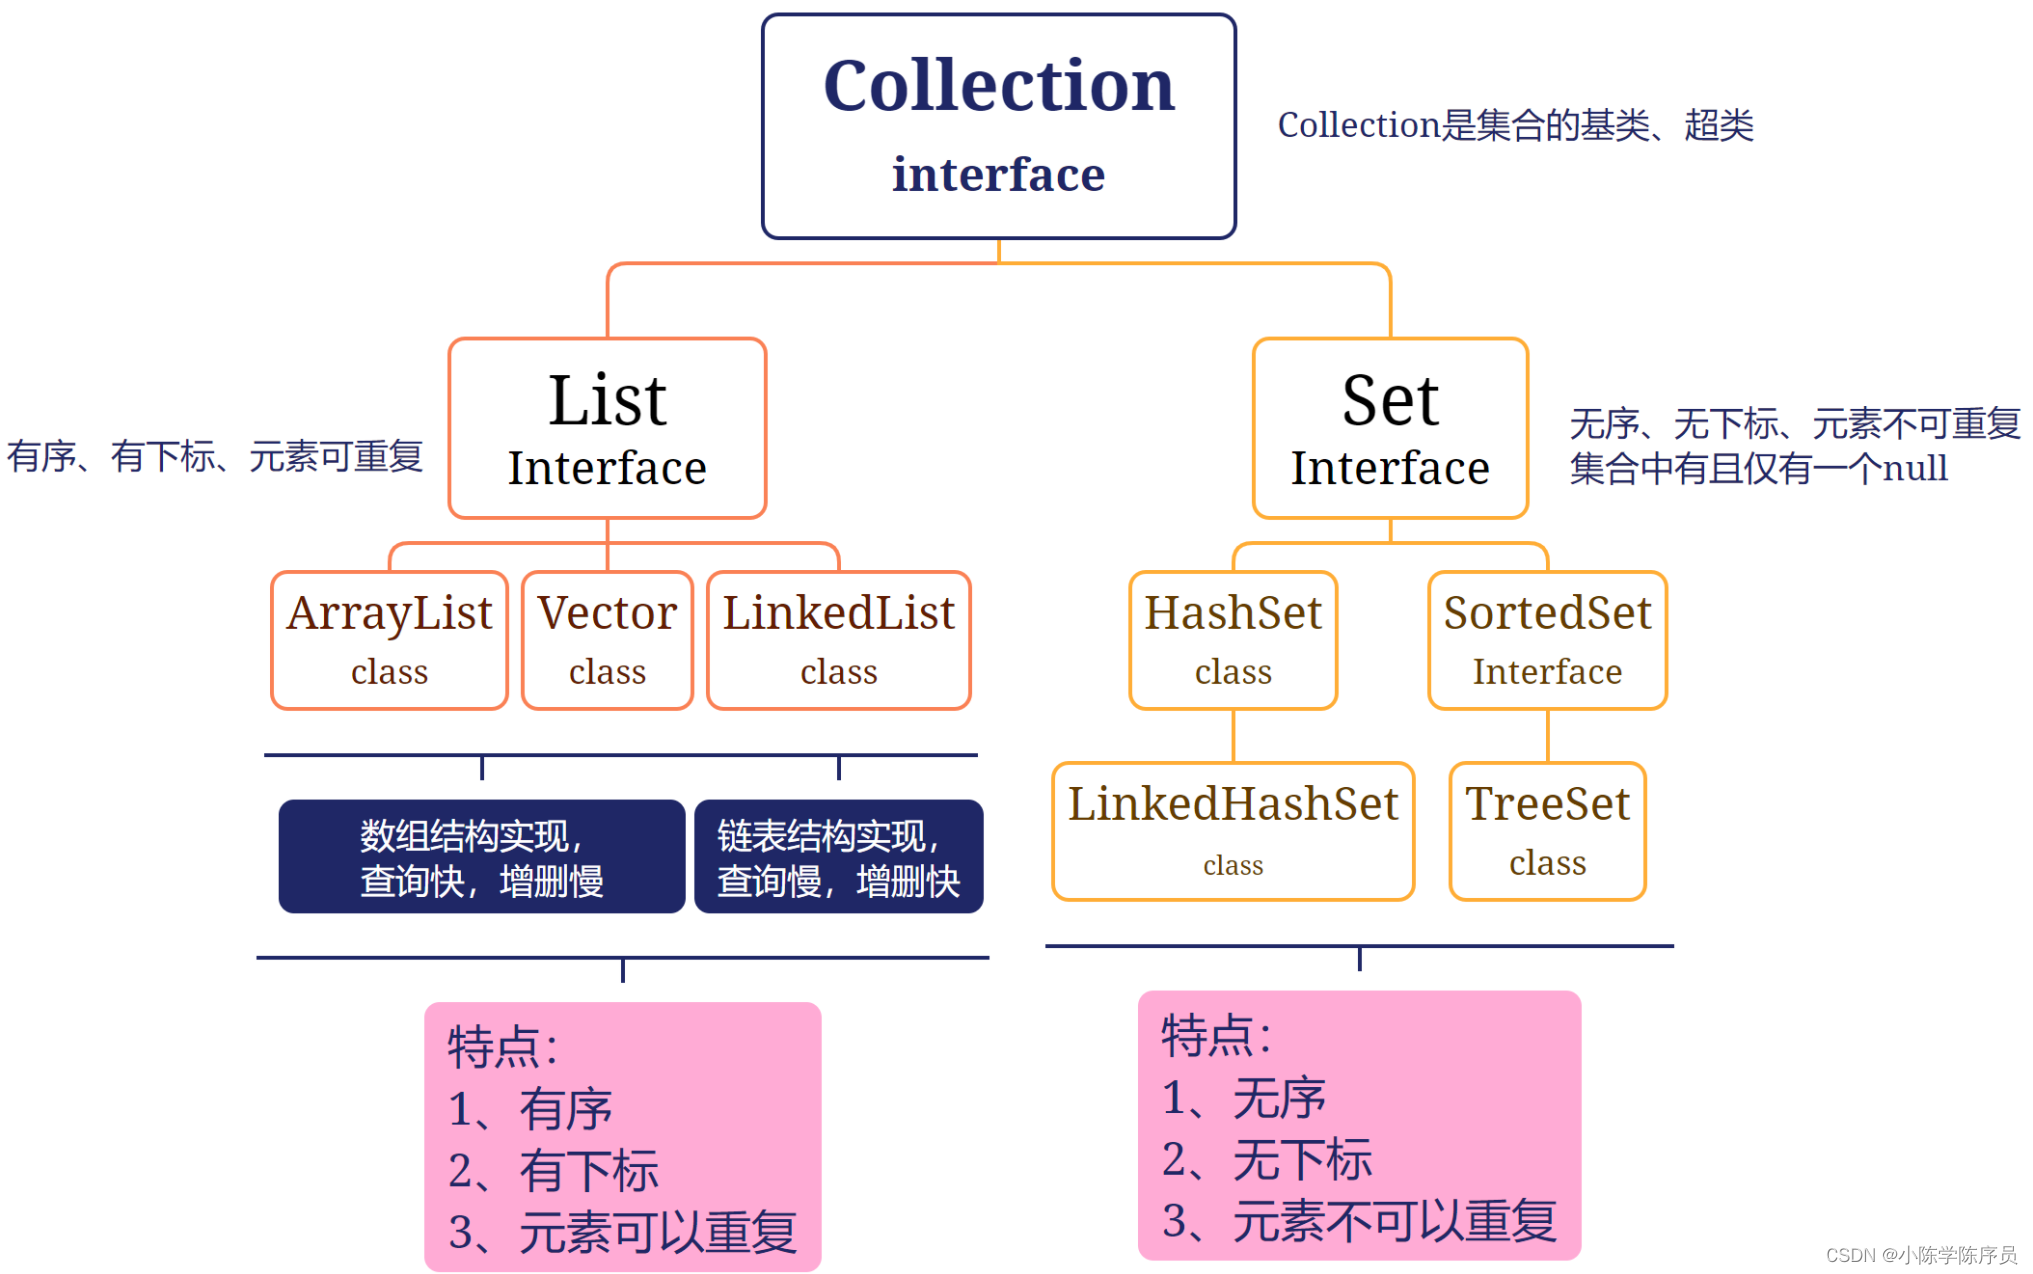 Collection
interface
Collection是集合的基类、超类
List
Interface
有序、有下标、元素可重复
Set
Interface
无序、无下标、元素不可重复
集合中有且仅有一个null
ArrayList
class
Vector
class
LinkedList
class
HashSet
class
SortedSet
Interface
LinkedHashSet
class
TreeSet
class
数组结构实现，
查询快，增删慢
链表结构实现，
查询慢，增删快
特点：
1、有序
2、有下标
3、元素可以重复
特点：
1、无序
2、无下标
3、元素不可以重复
CSDN @小陈学陈序员